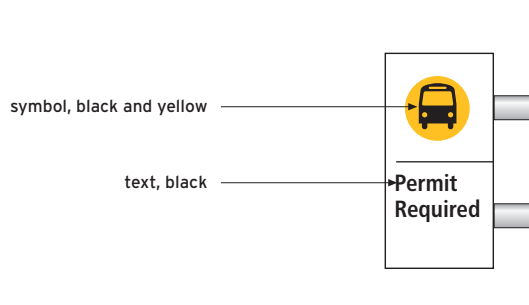 symbol, black and yellow
text, black
Permit
Required